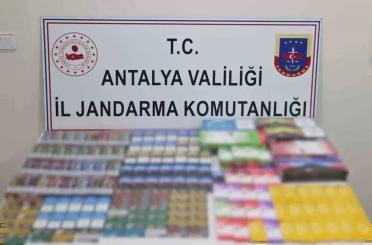 T.C.
ANTALYA VALİLİĞİ
İL JANDARMA KOMUTANLIĞI